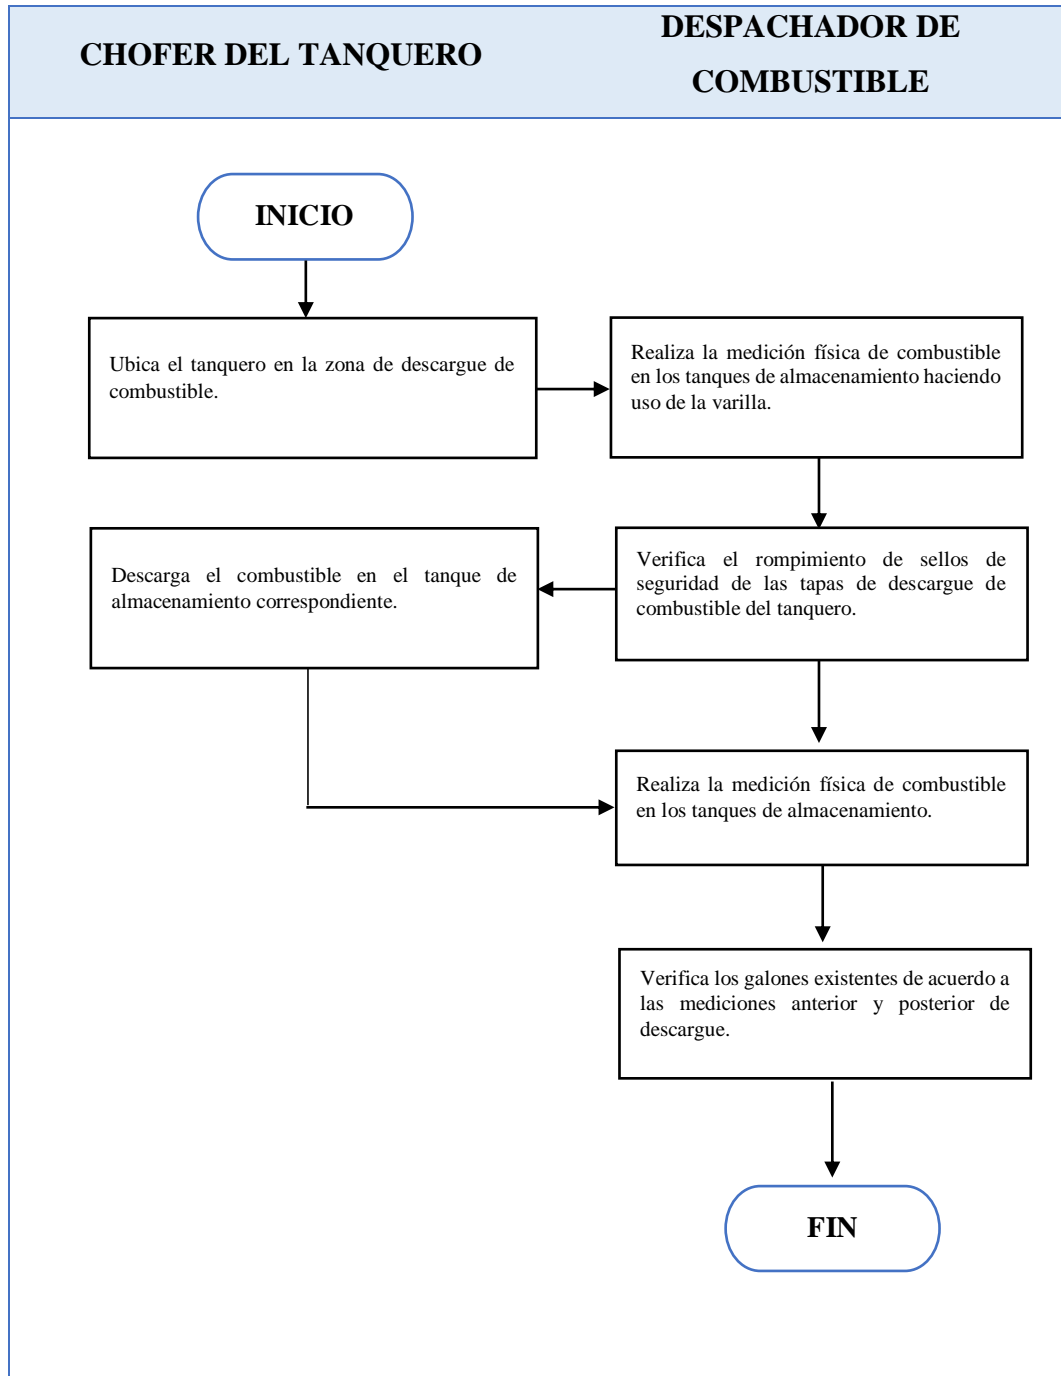 CHOFER DEL TANQUERO
DESPACHADOR DE
COMBUSTIBLE
INICIO
Ubica el tanquero en la zona de descargue de
combustible.
Realiza la medición física de combustible
en los tanques de almacenamiento haciendo
uso de la varilla.
Verifica el rompimiento de sellos de
seguridad de las tapas de descargue de
combustible del tanquero.
Descarga el combustible en el tanque de
almacenamiento correspondiente.
Realiza la medición física de combustible
en los tanques de almacenamiento.
Verifica los galones existentes de acuerdo a
las mediciones anterior y posterior de
descargue.
FIN